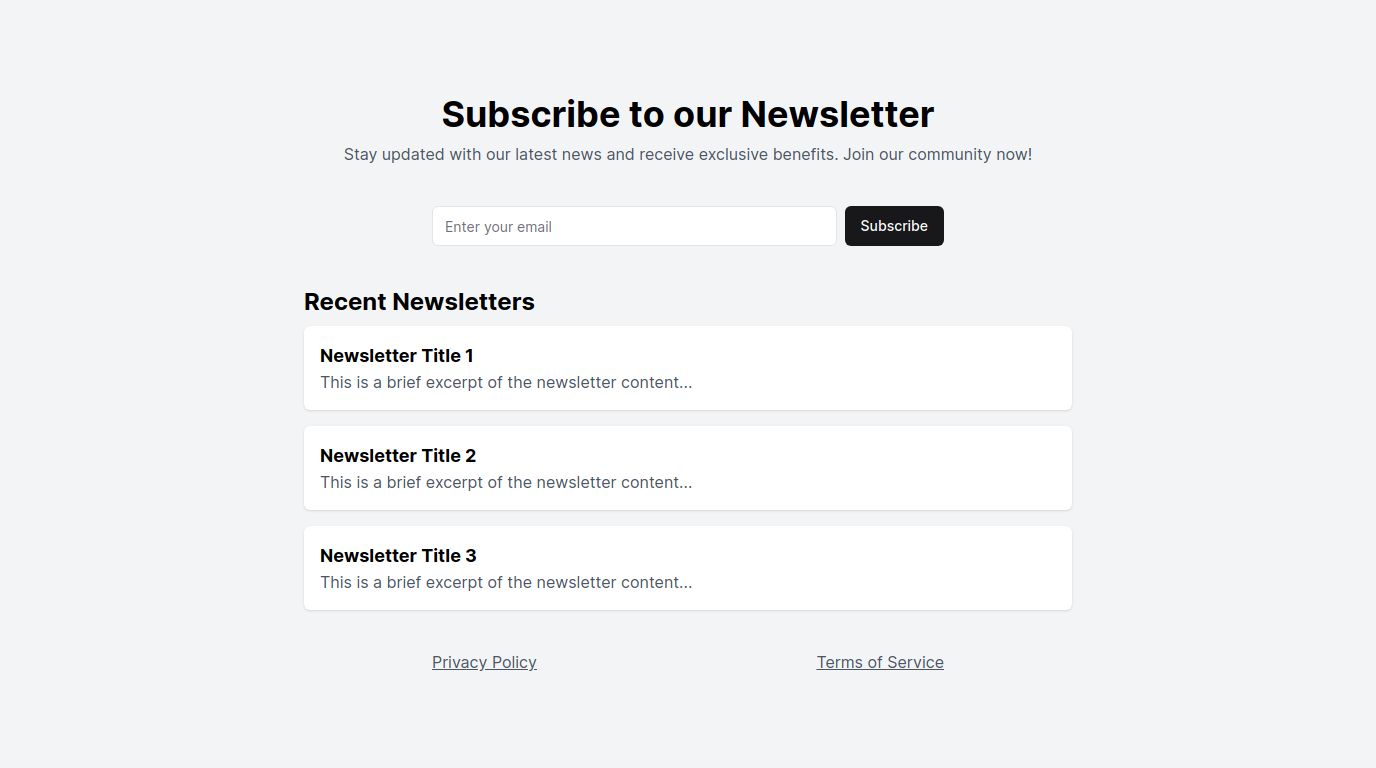 Subscribe to our Newsletter
Stay updated with our latest news and receive exclusive benefits. Join our community now!
Enter your email
Subscribe
Recent Newsletters
Newsletter Title 1
This is a brief excerpt of the newsletter content...
Newsletter Title 2
This is a brief excerpt of the newsletter content...
Newsletter Title 3
This is a brief excerpt of the newsletter content...
Privacy Policy
Terms of Service